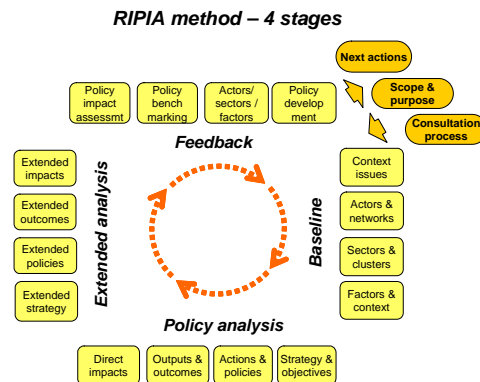 RIPIA method – 4 stages
Next actions
Scope &
purpose
Consultation
process
Policy
impact
assessmt
Policy
bench
marking
Actors/
sectors /
factors
Policy
develop
ment
Feedback
Extended
impacts
Extended
outcomes
Extended
policies
Extended
strategy
Extended analysis
Baseline
Context
issues
Actors &
networks
Sectors &
clusters
Factors &
context
Policy analysis
Direct
impacts
Outputs &
outcomes
Actions &
policies
Strategy &
objectives